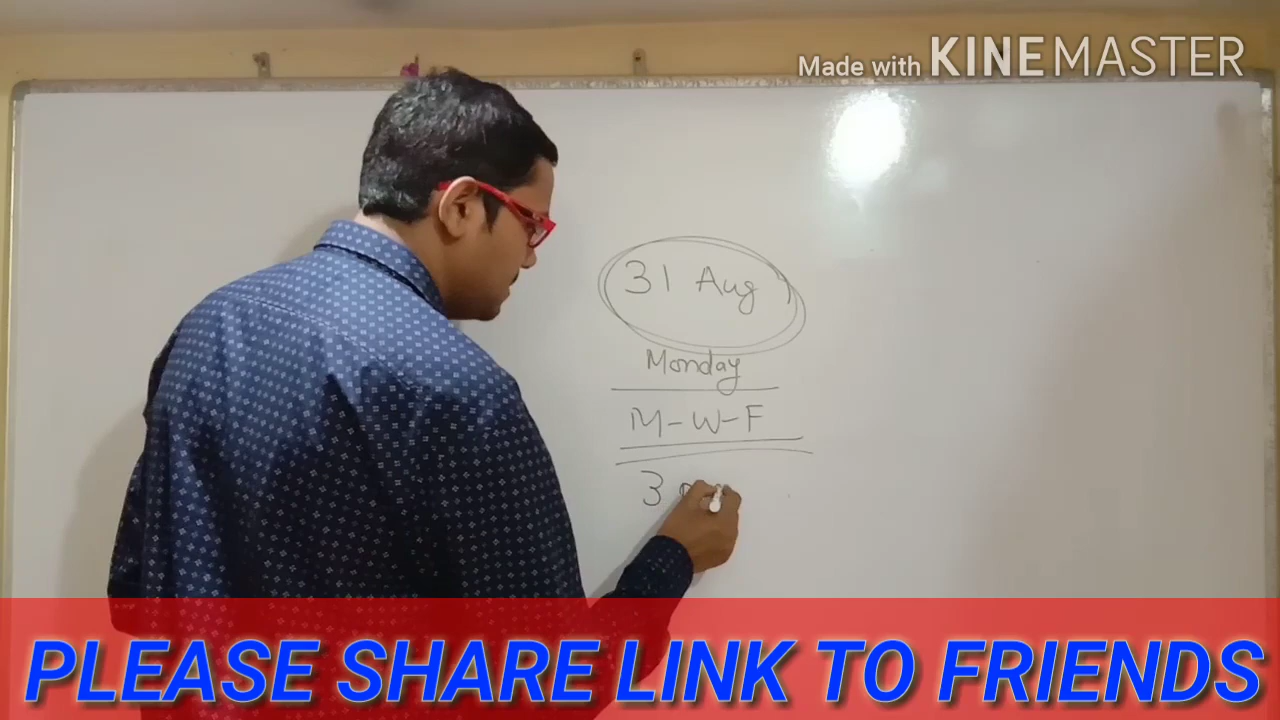 Made with KINEMASTER
31 Aug
Monday
M-W-F
3
PLEASE SHARE LINK TO FRIENDS